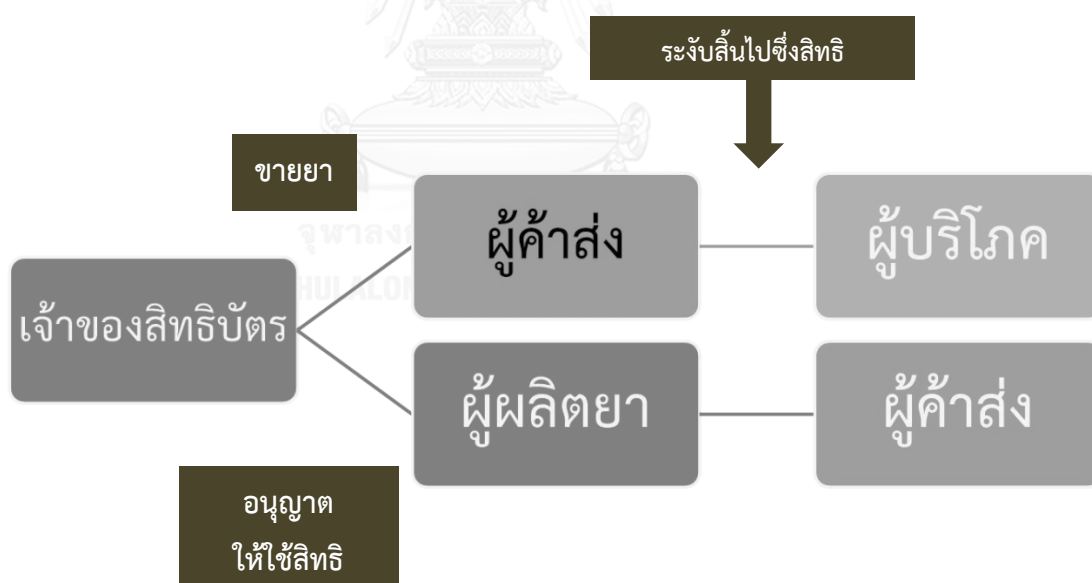 ระงับสิ้นไปซึ่งสิทธิ
ขายยา
ผู้ค้าส่ง
ผู้บริโภค
เจ้าของสิทธิบัตร
ผู้ผลิตยา
ผู้ค้าส่ง
อนุญาต
ให้ใช้สิทธิ